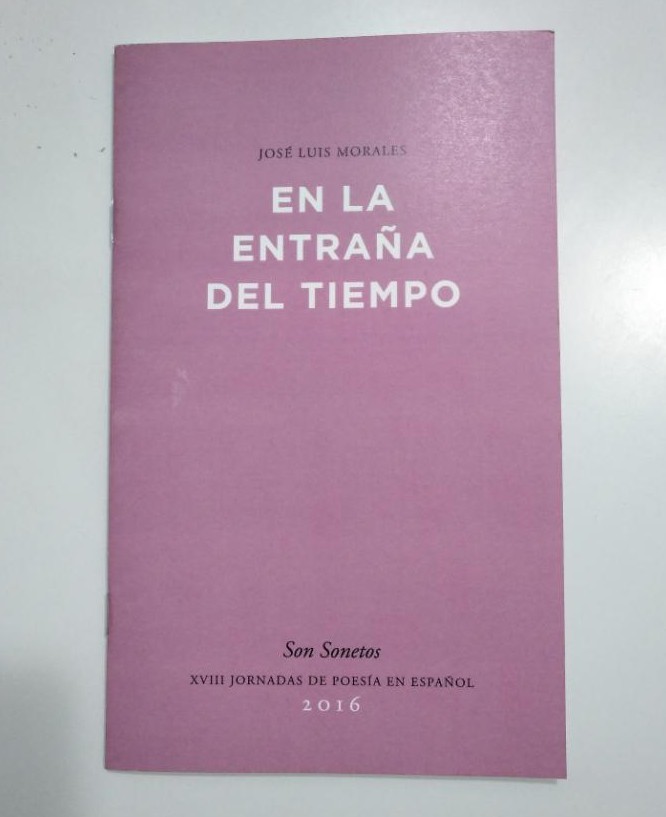 JOSÉ LUIS MORALES
EN LA
ENTRAÑA
DEL TIEMPO
Son Sonetos
XVIII JORNADAS DE POESÍA EN ESPAÑOL
2016